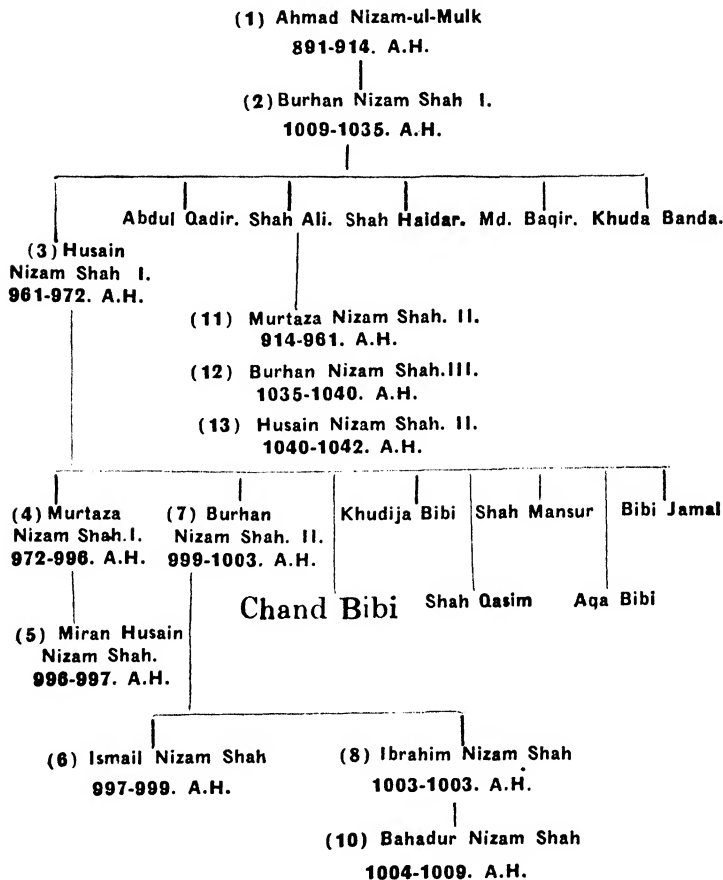 (1) Ahmad Nizam-ul-Mulk
891-914. A.H.
(2) Burhan Nizam Shah I.
1009-1035. A.H.
Abdul Qadir. Shah Ali. Shah Haidar. Md. Baqir. Khuda Banda.
(3) Husain
Nizam Shah I.
961-972. A.H.
(11) Murtaza Nizam Shah. II.
914-961. A.H.
(12) Burhan Nizam Shah.III.
1035-1040. A.H.
(13) Husain Nizam Shah. II.
1040-1042. A.H.
(4) Murtaza
Nizam Shah.I.
972-996. A.H.
(7) Burhan
Nizam Shah. II.
999-1003. A.H.
Khudija Bibi
Shah Mansur
Bibi Jamal
Chand Bibi
Shah Qasim
Aqa Bibi
(5) Miran Husain
Nizam Shah.
996-997. A.H.
(6) Ismail Nizam Shah
997-999. A.H.
(8) Ibrahim Nizam Shah
1003-1003. A.H.
(10) Bahadur Nizam Shah
1004-1009. A.H.